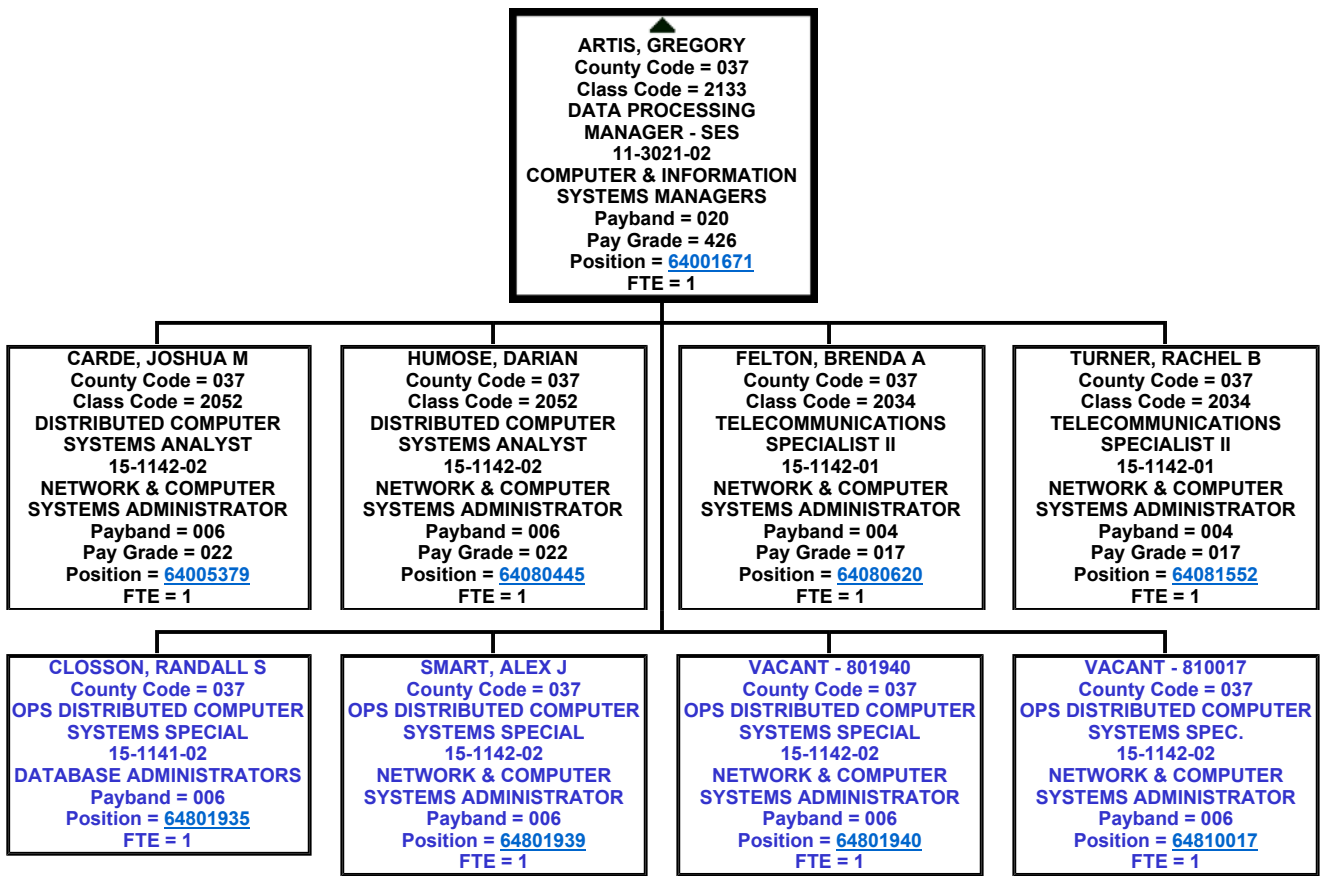 ARTIS, GREGORY
County Code = 037
Class Code = 2133
DATA PROCESSING
MANAGER - SES
11-3021-02
COMPUTER & INFORMATION
SYSTEMS MANAGERS
Payband = 020
Pay Grade = 426
Position = 64001671
FTE = 1
CARDE, JOSHUA M
County Code = 037
Class Code = 2052
DISTRIBUTED COMPUTER
SYSTEMS ANALYST
15-1142-02
NETWORK & COMPUTER
SYSTEMS ADMINISTRATOR
Payband = 006
Pay Grade = 022
Position = 64005379
FTE = 1
HUMOSE, DARIAN
County Code = 037
Class Code = 2052
DISTRIBUTED COMPUTER
SYSTEMS ANALYST
15-1142-02
NETWORK & COMPUTER
SYSTEMS ADMINISTRATOR
Payband = 006
Pay Grade = 022
Position = 64080445
FTE = 1
FELTON, BRENDA A
County Code = 037
Class Code = 2034
TELECOMMUNICATIONS
SPECIALIST II
15-1142-01
NETWORK & COMPUTER
SYSTEMS ADMINISTRATOR
Payband = 004
Pay Grade = 017
Position = 64080620
FTE = 1
TURNER, RACHEL B
County Code = 037
Class Code = 2034
TELECOMMUNICATIONS
SPECIALIST II
15-1142-01
NETWORK & COMPUTER
SYSTEMS ADMINISTRATOR
Payband = 004
Pay Grade = 017
Position = 64081552
FTE = 1
CLOSSON, RANDALL S
County Code = 037
OPS DISTRIBUTED COMPUTER
SYSTEMS SPECIAL
15-1141-02
DATABASE ADMINISTRATORS
Payband = 006
Position = 64801935
FTE = 1
SMART, ALEX J
County Code = 037
OPS DISTRIBUTED COMPUTER
SYSTEMS SPECIAL
15-1142-02
NETWORK & COMPUTER
SYSTEMS ADMINISTRATOR
Payband = 006
Position = 64801939
FTE = 1
VACANT - 801940
County Code = 037
OPS DISTRIBUTED COMPUTER
SYSTEMS SPECIAL
15-1142-02
NETWORK & COMPUTER
SYSTEMS ADMINISTRATOR
Payband = 006
Position = 64801940
FTE = 1
VACANT - 810017
County Code = 037
OPS DISTRIBUTED COMPUTER
SYSTEMS SPEC.
15-1142-02
NETWORK & COMPUTER
SYSTEMS ADMINISTRATOR
Payband = 006
Position = 64810017
FTE = 1